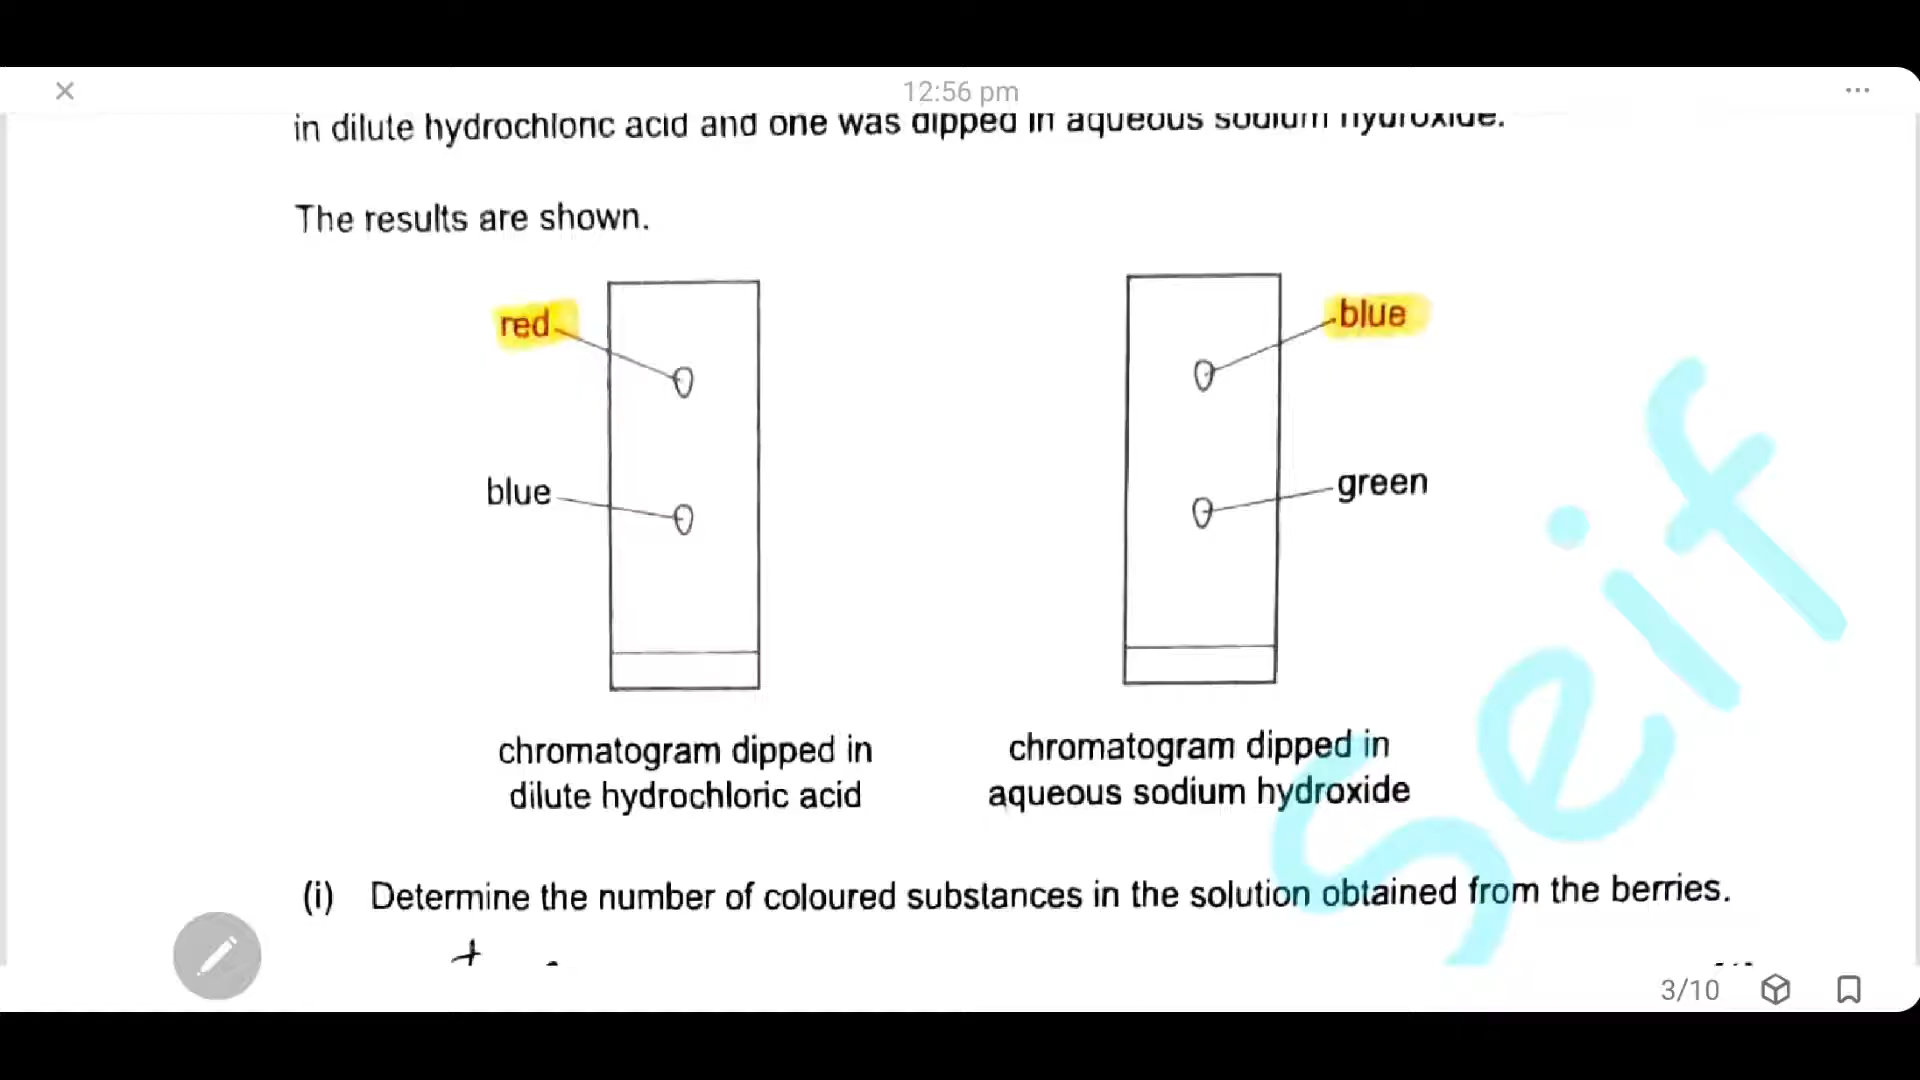 12:56 pm
in dilute hydrochloric acid and one was dipped in aqueous sodium hydroxide.
The results are shown.
red
blue
blue
green
chromatogram dipped in
dilute hydrochloric acid
chromatogram dipped in
aqueous sodium hydroxide
(i) Determine the number of coloured substances in the solution obtained from the berries.
Seif
3/10